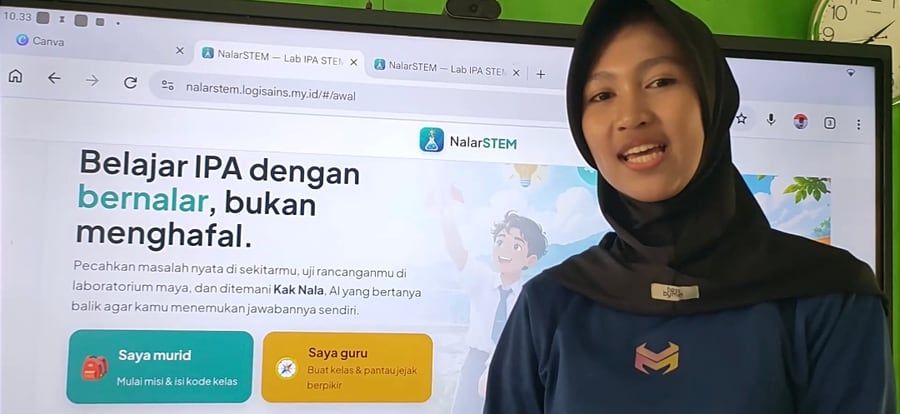 10.33
Canva
NalarSTEM — Lab IPA STEM
NalarSTEM — Lab IPA STEM
nalarstem.logisains.my.id/#/awal
3
NalarSTEM
Belajar IPA dengan
bernalar, bukan
menghafal.
Pecahkan masalah nyata di sekitarmu, uji rancanganmu di
laboratorium maya, dan ditemani Kak Nala, AI yang bertanya
balik agar kamu menemukan jawabannya sendiri.
Saya murid
Mulai misi & isi kode kelas
Saya guru
Buat kelas & pantau jejak
berpikir
10
9